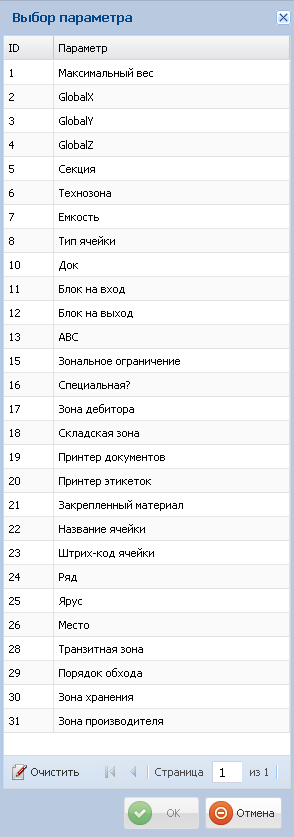 Выбор параметра
ID Параметр
1 Максимальный вес
2 GlobalX
3 GlobalY
4 GlobalZ
5 Секция
6 Технозона
7 Емкость
8 Тип ячейки
10 Док
11 Блок на вход
12 Блок на выход
13 ABC
15 Зональное ограничение
16 Специальная?
17 Зона дебитора
18 Складская зона
19 Принтер документов
20 Принтер этикеток
21 Закрепленный материал
22 Название ячейки
23 Штрих-код ячейки
24 Ряд
25 Ярус
26 Место
28 Транзитная зона
29 Порядок обхода
30 Зона хранения
31 Зона производителя
Очистить Страница 1 из 1
OK Отмена